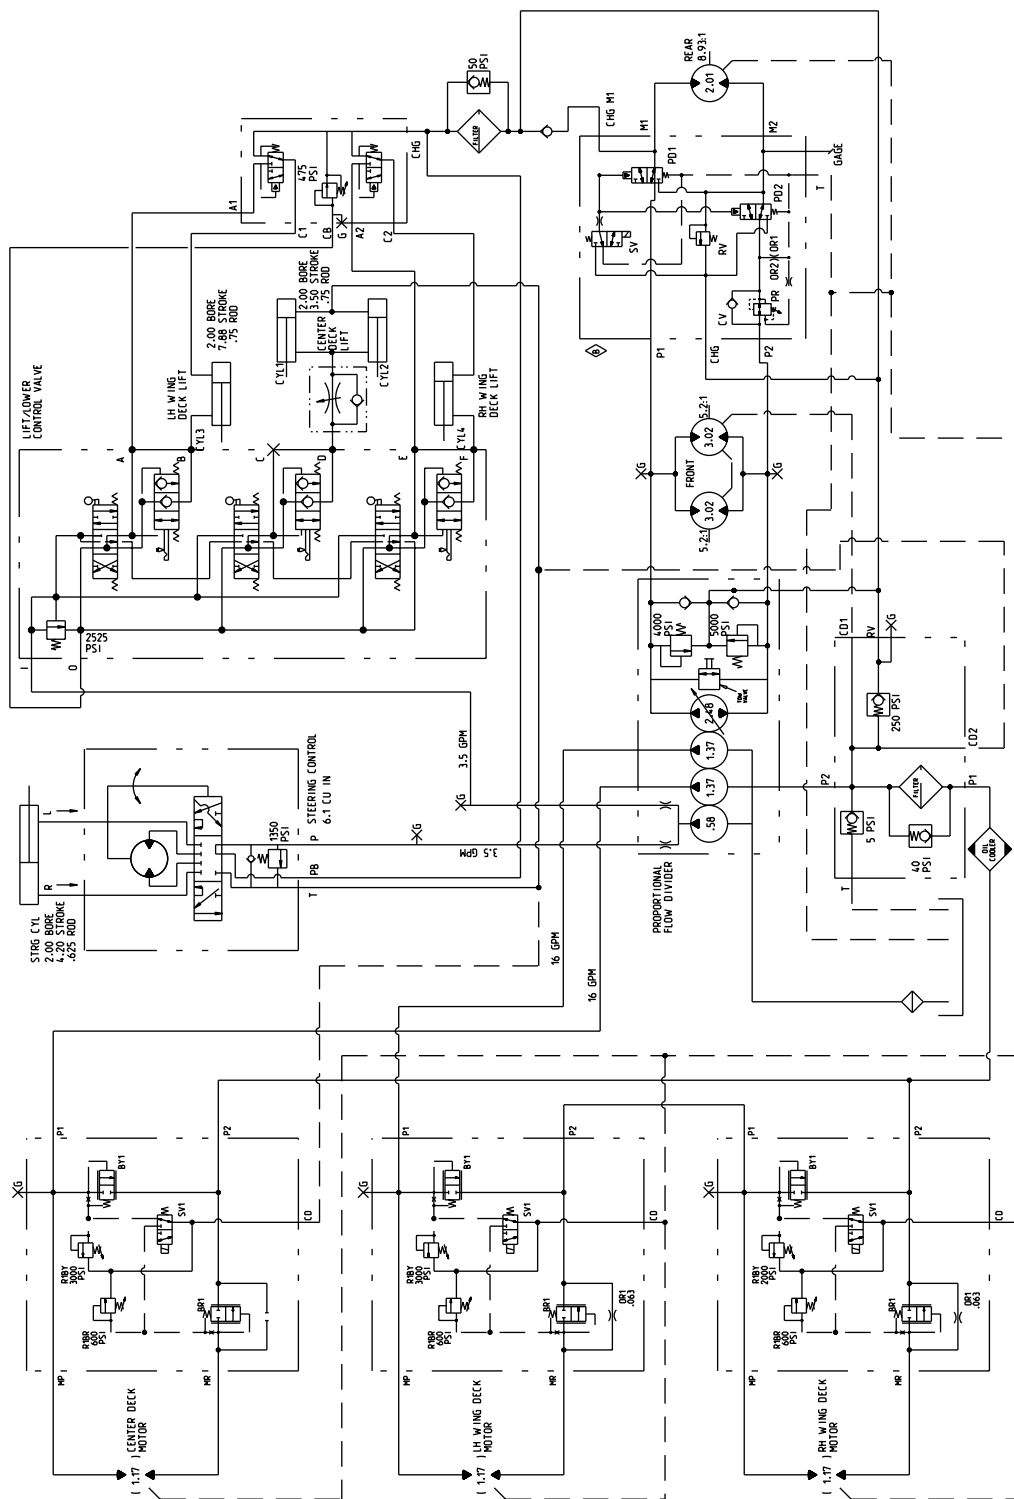 STRG CYL
2.00 BORE
4.20 STROKE
.625 RODD
R
L
STEERING CONTROL
6.1 CU IN
1350
PSI
T
PB
P
G
3.5 GPM
3.5 GPM
G
LIFT/LOWER
CONTROL VALVE
I
O
2525
PSI
A
B
C
D
E
F
CYL3
LH WING
DECK LIFT
2.00 BORE
7.88 STROKE
.75 ROD
CYL1
CENTER
DECK
LIFT
CYL2
2.00 BORE
3.50 STROKE
.75 ROD
RH WING
DECK LIFT
CYL4
A1
C1
CB
G
A2
C2
475
PSI
CHG
50
PSI
FILTER
CHG M1
M1
M2
REAR
8.93:1
2.01
GAGE
T
PD1
PD2
SV
RV
OR2
OR1
PR
CV
B
P1
CHG
P2
G
G
FRONT
5.2:1
3.02
3.02
5.2:1
4000
PSI
5000
PSI
TOW
VALVE
2.48
1.37
1.37
.58
PROPORTIONAL
FLOW DIVIDER
16 GPM
16 GPM
CD1
RV
G
250 PSI
CD2
P2
FILTER
P1
5 PSI
40
PSI
T
OIL
COOLER
G
P1
P2
BY1
SV1
CD
R1BY
3000
PSI
R1BR
600
PSI
BR1
MP
MR
CENTER DECK
MOTOR
1.17
G
P1
P2
BY1
SV1
CD
R1BY
3000
PSI
R1BR
600
PSI
BR1
OR1
.063
MP
MR
LH WING DECK
MOTOR
1.17
G
P1
P2
BY1
SV1
CD
R1BY
2000
PSI
R1BR
600
PSI
BR1
OR1
.063
MP
MR
RH WING DECK
MOTOR
1.17